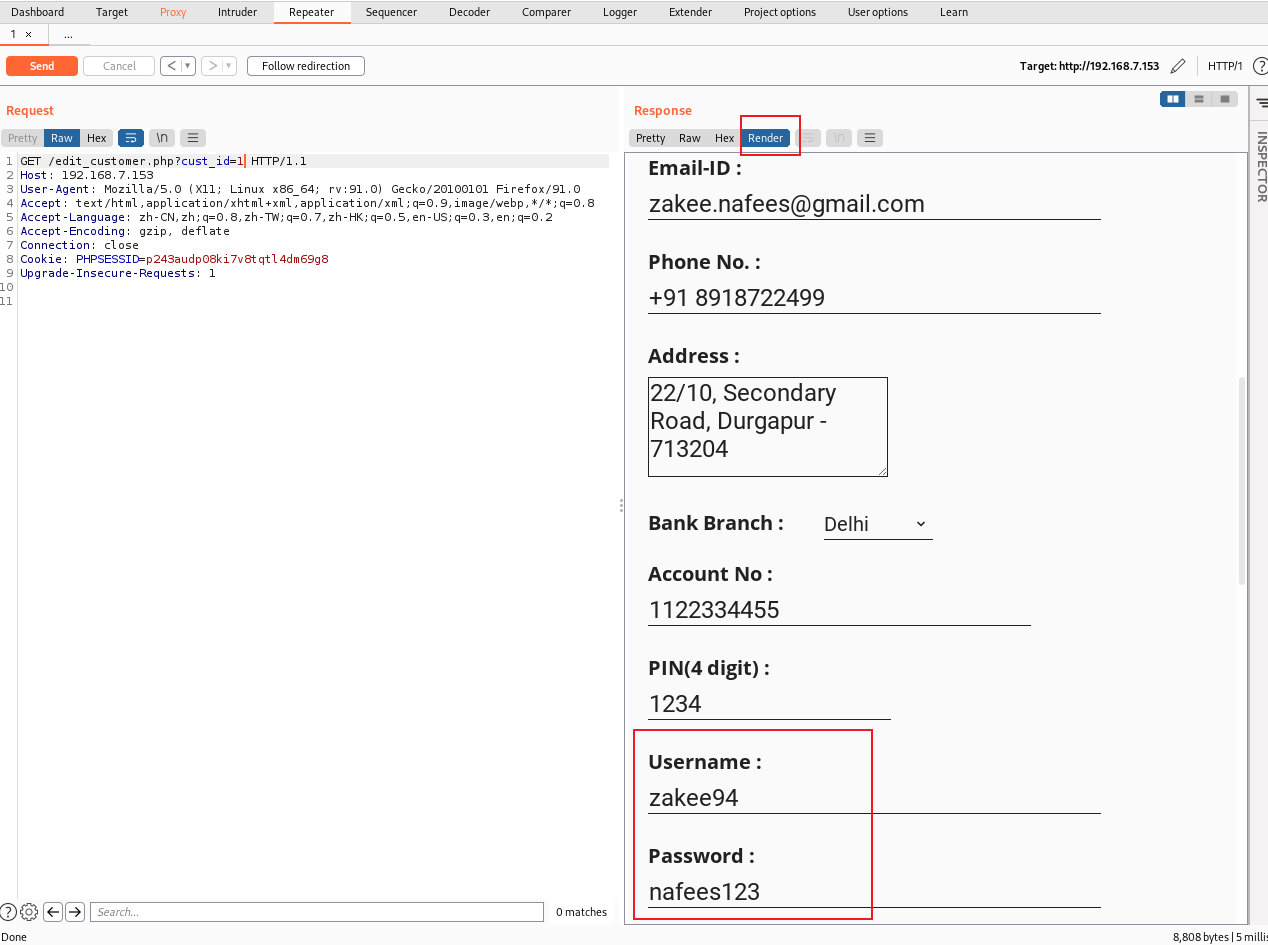 Dashboard Target Proxy Intruder Repeater Sequencer Decoder Comparer Logger Extender Project options User options Learn
1 × ...
Send Cancel < ▾ > ▾ Follow redirection Target: http://192.168.7.153 HTTP/1 ?
Request
Pretty Raw Hex \n
1 GET /edit_customer.php?cust_id=1 HTTP/1.1
2 Host: 192.168.7.153
3 User-Agent: Mozilla/5.0 (X11; Linux x86_64; rv:91.0) Gecko/20100101 Firefox/91.0
4 Accept: text/html,application/xhtml+xml,application/xml;q=0.9,image/webp,*/*;q=0.8
5 Accept-Language: zh-CN,zh;q=0.8,zh-TW;q=0.7,zh-HK;q=0.5,en-US;q=0.3,en;q=0.2
6 Accept-Encoding: gzip, deflate
7 Connection: close
8 Cookie: PHPSESSID=p243audp08ki7v8tqtl4dm69g8
9 Upgrade-Insecure-Requests: 1
10
11
? Search... 0 matches
Response
Pretty Raw Hex Render \n
Email-ID :
zakee.nafees@gmail.com
Phone No. :
+91 8918722499
Address :
22/10, Secondary
Road, Durgapur -
713204
Bank Branch : Delhi
Account No :
1122334455
PIN(4 digit) :
1234
Username :
zakee94
Password :
nafees123
INSPECTOR
Done 8,808 bytes | 5 millis